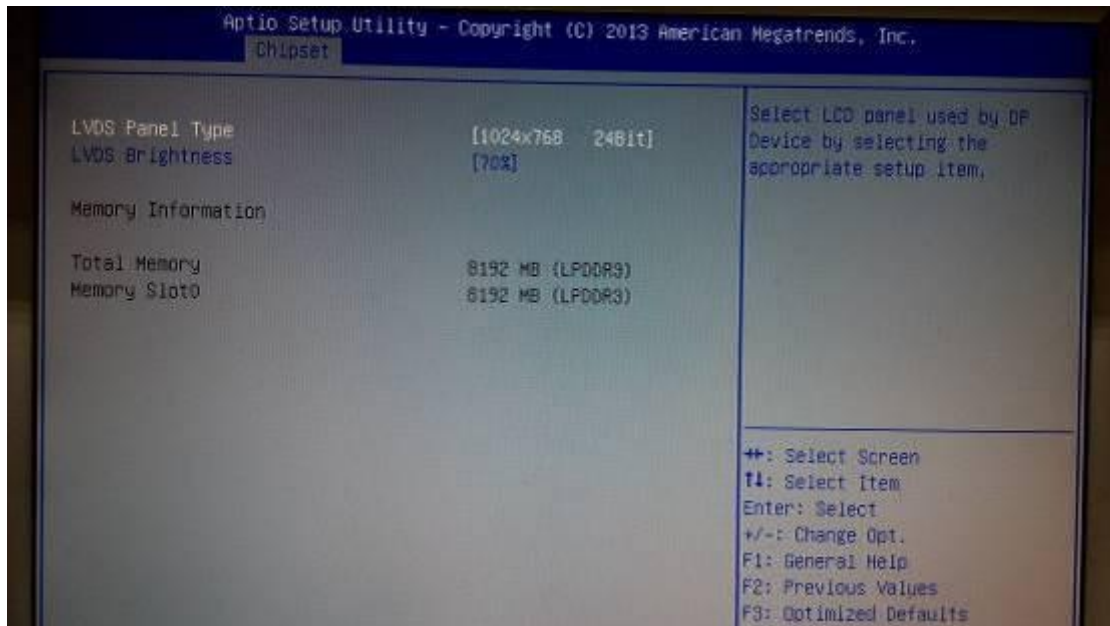 Aptio Setup Utility - Copyright (C) 2013 American Megatrends, Inc.
Chipset
LVDS Panel Type [1024x768 24Bit]
LVDS Brightness [70%]
Memory Information
Total Memory 8192 MB (LPDDR3)
Memory Slot0 8192 MB (LPDDR3)
Select LCD panel used by DP
Device by selecting the
appropriate setup item.
→←: Select Screen
↑↓: Select Item
Enter: Select
+/-: Change Opt.
F1: General Help
F2: Previous Values
F3: Optimized Defaults